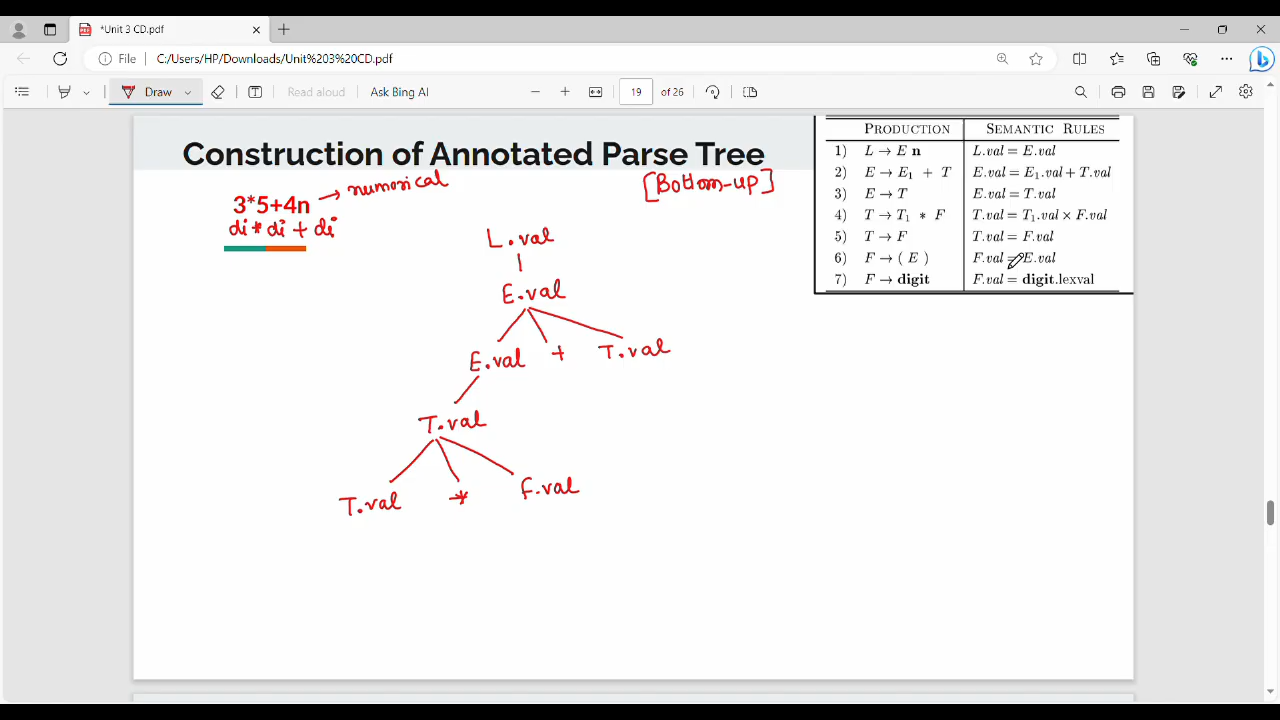 *Unit 3 CD.pdf
File C:/Users/HP/Downloads/Unit%203%20CD.pdf
Draw Read aloud Ask Bing AI 19 of 26
Construction of Annotated Parse Tree
[Bottom-up]
3*5+4n → numerical
di * di + di
PRODUCTION SEMANTIC RULES
1) L → E n L.val = E.val
2) E → E₁ + T E.val = E₁.val + T.val
3) E → T E.val = T.val
4) T → T₁ * F T.val = T₁.val × F.val
5) T → F T.val = F.val
6) F → ( E ) F.val = E.val
7) F → digit F.val = digit.lexval
L.val
E.val
E.val + T.val
T.val
T.val * F.val